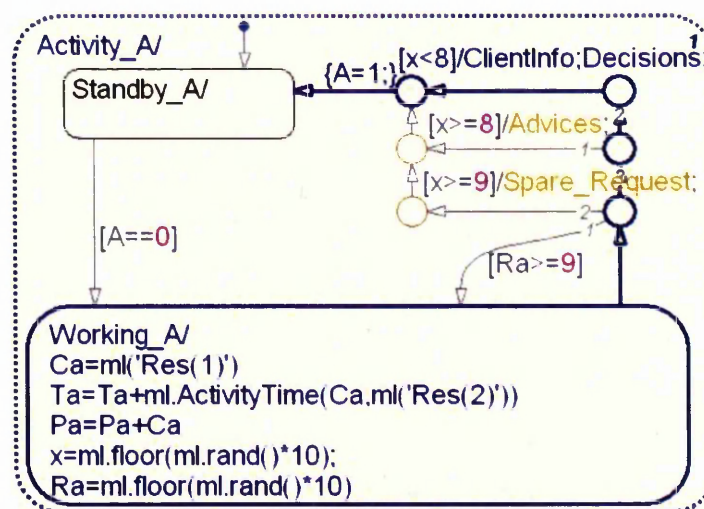 Activity_A/
1
{A=1;}
[x<8]/ClientInfo;Decisions;
Standby_A/
2
[x>=8]/Advices;
1
2
[x>=9]/Spare_Request;
2
1
[A==0]
[Ra>=9]
Working_A/
Ca=ml('Res(1)')
Ta=Ta+ml.ActivityTime(Ca,ml('Res(2)'))
Pa=Pa+Ca
x=ml.floor(ml.rand()*10);
Ra=ml.floor(ml.rand()*10)